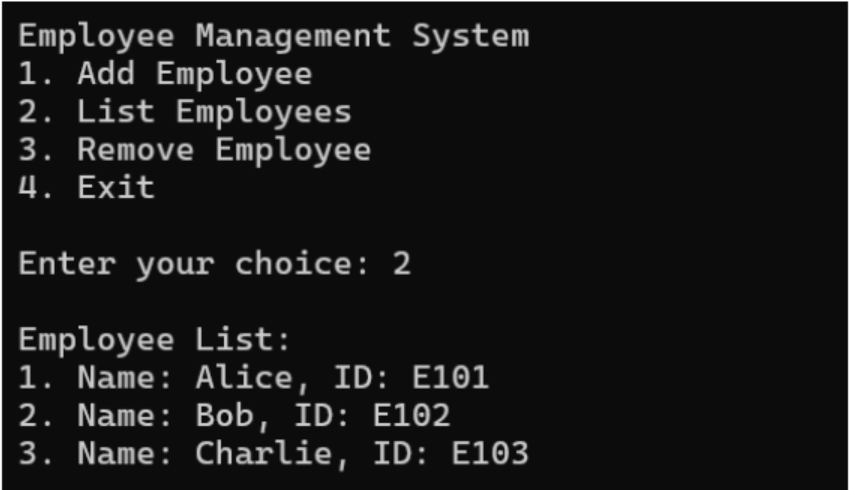 Employee Management System
1. Add Employee
2. List Employees
3. Remove Employee
4. Exit
Enter your choice: 2
Employee List:
1. Name: Alice, ID: E101
2. Name: Bob, ID: E102
3. Name: Charlie, ID: E103